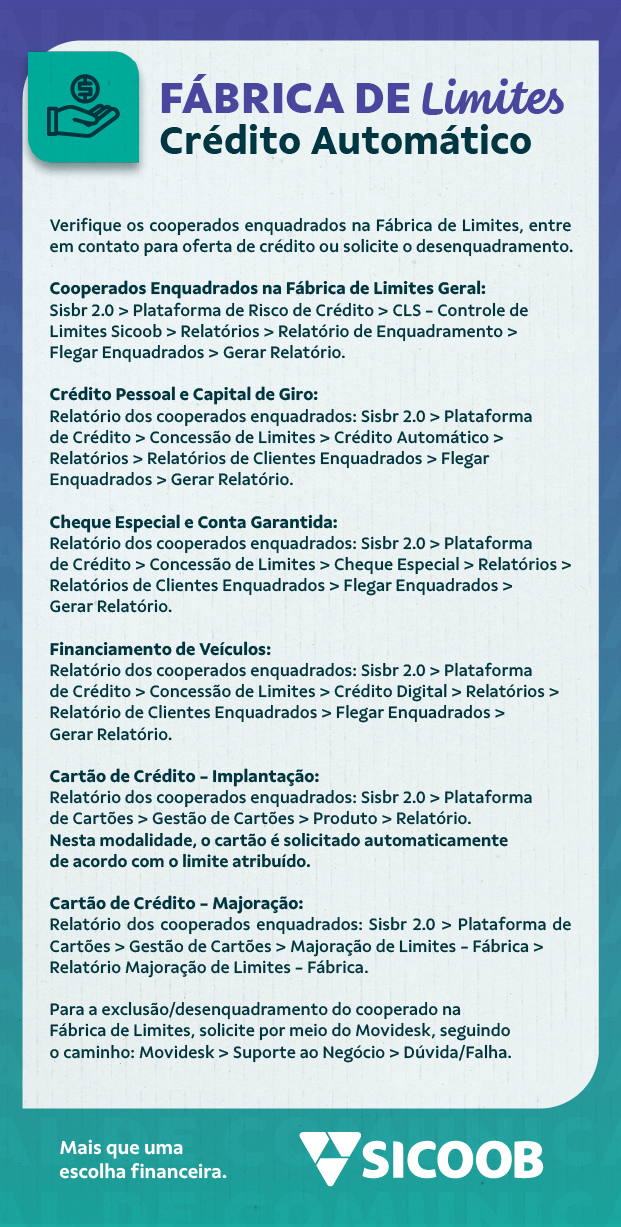 FÁBRICA DE Limites
Crédito Automático
Verifique os cooperados enquadrados na Fábrica de Limites, entre
em contato para oferta de crédito ou solicite o desenquadramento.
Cooperados Enquadrados na Fábrica de Limites Geral:
Sisbr 2.0 > Plataforma de Risco de Crédito > CLS – Controle de
Limites Sicoob > Relatórios > Relatório de Enquadramento >
Flegar Enquadrados > Gerar Relatório.
Crédito Pessoal e Capital de Giro:
Relatório dos cooperados enquadrados: Sisbr 2.0 > Plataforma
de Crédito > Concessão de Limites > Crédito Automático >
Relatórios > Relatórios de Clientes Enquadrados > Flegar
Enquadrados > Gerar Relatório.
Cheque Especial e Conta Garantida:
Relatório dos cooperados enquadrados: Sisbr 2.0 > Plataforma
de Crédito > Concessão de Limites > Cheque Especial > Relatórios >
Relatórios de Clientes Enquadrados > Flegar Enquadrados >
Gerar Relatório.
Financiamento de Veículos:
Relatório dos cooperados enquadrados: Sisbr 2.0 > Plataforma
de Crédito > Concessão de Limites > Crédito Digital > Relatórios >
Relatório de Clientes Enquadrados > Flegar Enquadrados >
Gerar Relatório.
Cartão de Crédito – Implantação:
Relatório dos cooperados enquadrados: Sisbr 2.0 > Plataforma
de Cartões > Gestão de Cartões > Produto > Relatório.
Nesta modalidade, o cartão é solicitado automaticamente
de acordo com o limite atribuído.
Cartão de Crédito – Majoração:
Relatório dos cooperados enquadrados: Sisbr 2.0 > Plataforma de
Cartões > Gestão de Cartões > Majoração de Limites – Fábrica >
Relatório Majoração de Limites – Fábrica.
Para a exclusão/desenquadramento do cooperado na
Fábrica de Limites, solicite por meio do Movidesk, seguindo
o caminho: Movidesk > Suporte ao Negócio > Dúvida/Falha.
Mais que uma
escolha financeira.
SICOOB